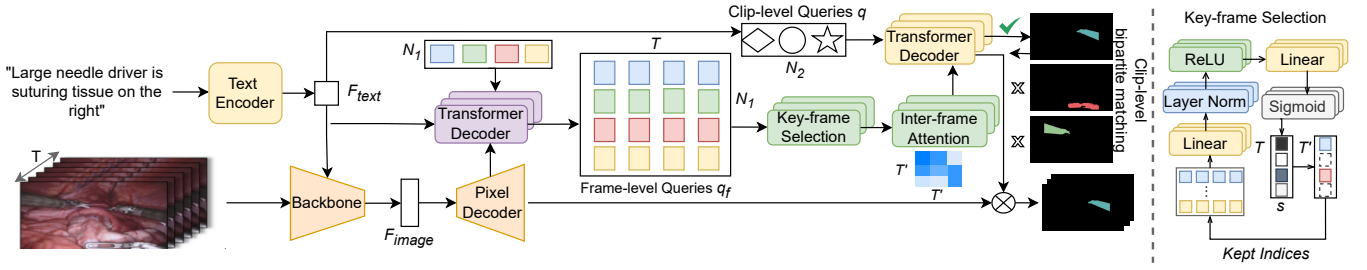 "Large needle driver is
suturing tissue on the
right"
Text
Encoder
F_text
T
Backbone
F_image
Pixel
Decoder
N_1
Transformer
Decoder
T
N_1
Frame-level Queries q_f
Clip-level Queries q
N_2
Key-frame
Selection
Inter-frame
Attention
T'
T'
Transformer
Decoder
Clip-level
bipartite matching
Key-frame Selection
ReLU
Linear
Layer Norm
Sigmoid
Linear
T
T'
s
Kept Indices